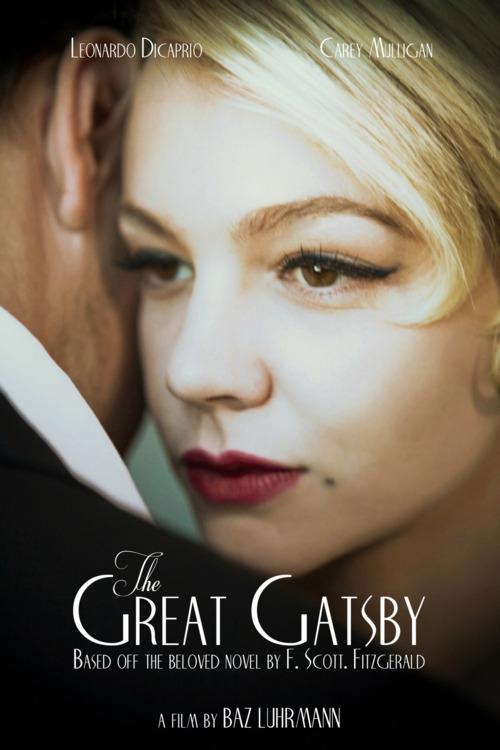 Leonardo Dicaprio Carey Mulligan
The
Great Gatsby
Based off the beloved novel by F. Scott. Fitzgerald
a film by BAZ LUHRMANN